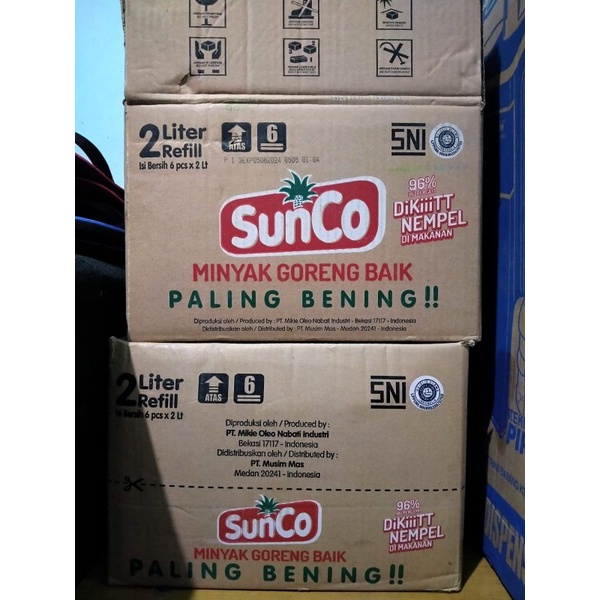 2 Liter
Refill
Isi Bersih 6 pcs x 2 Lt
ATAS
6
SNI
SunCo
96%
DiKiiiTT
NEMPEL
DI MAKANAN
MINYAK GORENG BAIK
PALING BENING!!
Diproduksi oleh / Produced by : PT. Mikie Oleo Nabati Industri - Bekasi 17117 - Indonesia
Didistribusikan oleh / Distributed by : PT. Musim Mas - Medan 20241 - Indonesia
2 Liter
Refill
Isi Bersih 6 pcs x 2 Lt
ATAS
6
SNI
Diproduksi oleh / Produced by :
PT. Mikie Oleo Nabati Industri
Bekasi 17117 - Indonesia
Didistribusikan oleh / Distributed by :
PT. Musim Mas
Medan 20241 - Indonesia
SunCo
96%
DiKiiiTT
NEMPEL
DI MAKANAN
MINYAK GORENG BAIK
PALING BENING!!
DISPENS